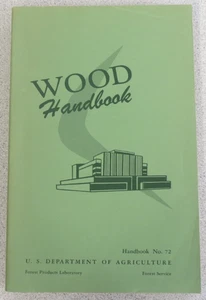 WOOD
Handbook
Handbook No. 72
U. S. DEPARTMENT OF AGRICULTURE
Forest Products Laboratory Forest Service